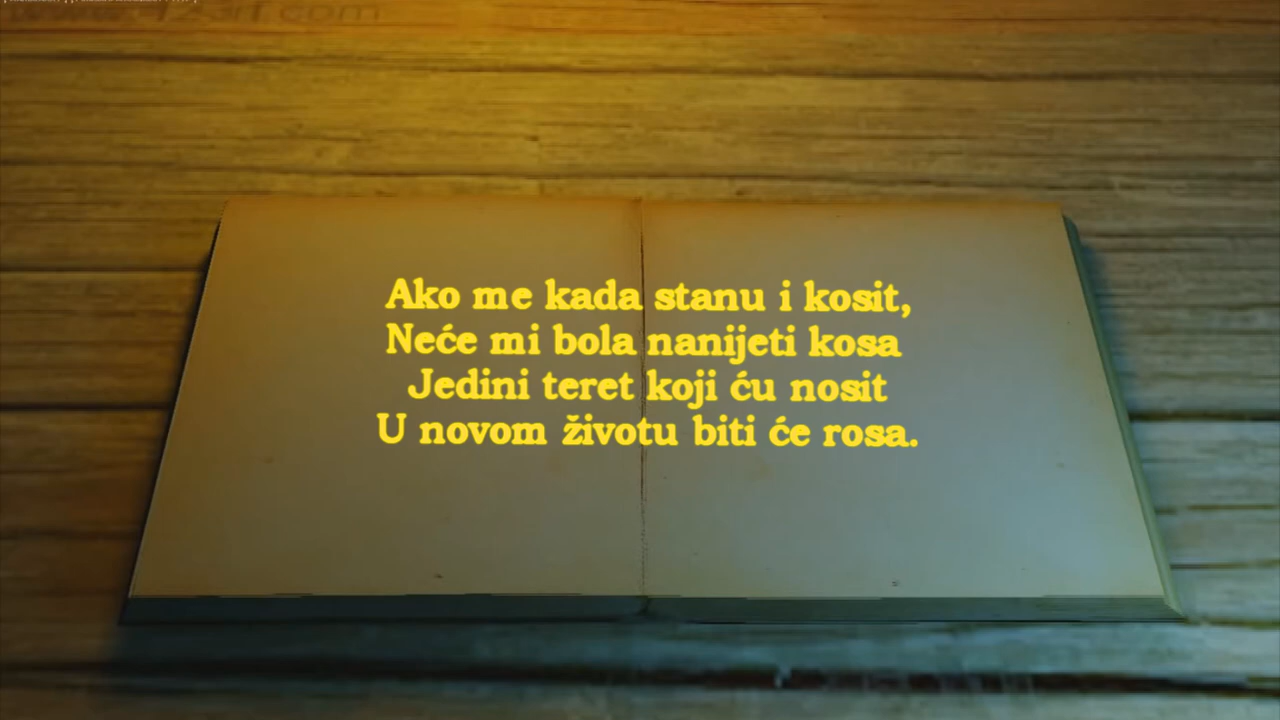 Ako me kada stanu i kosit,
Neće mi bola nanijeti kosa
Jedini teret koji ću nosit
U novom životu biti će rosa.